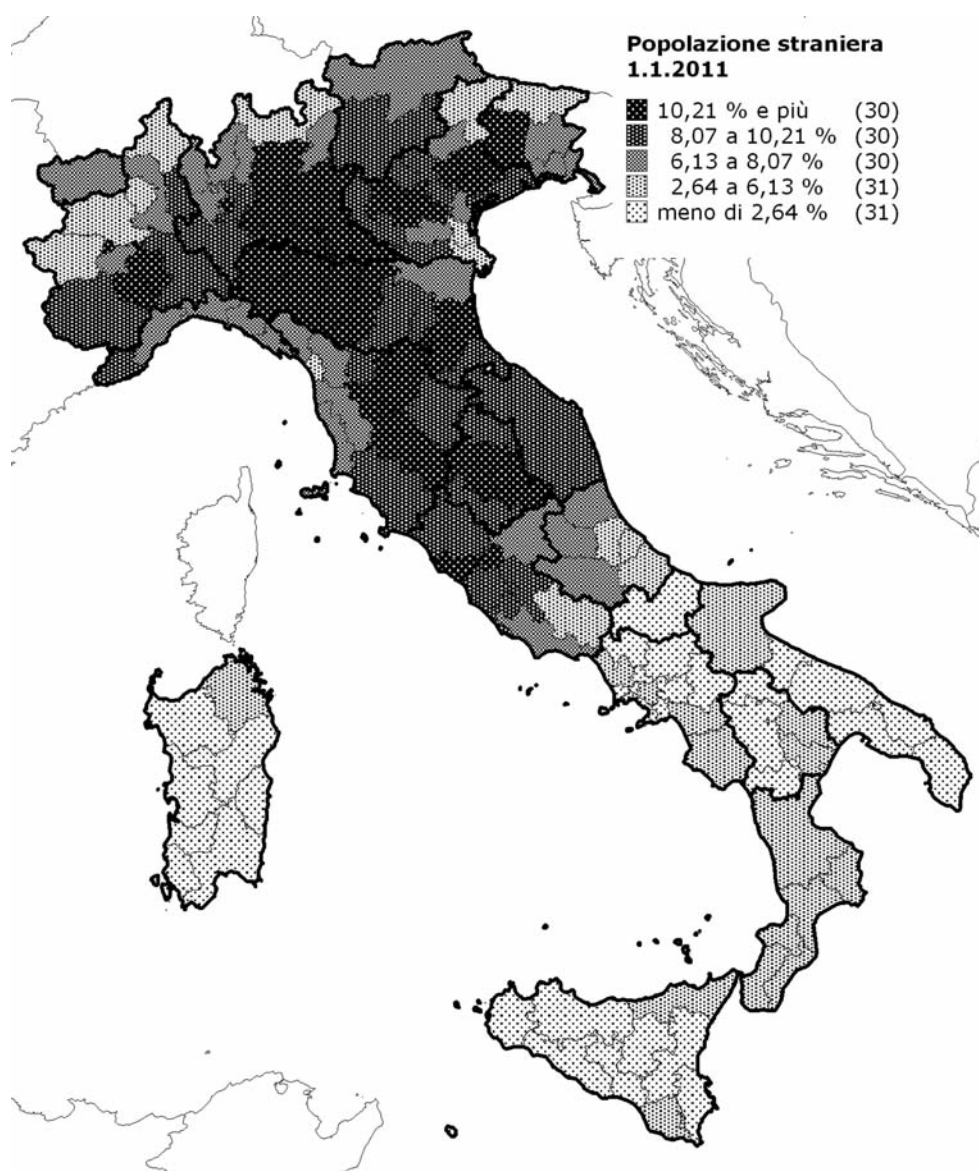 Popolazione straniera
1.1.2011
10,21 % e più (30)
8,07 a 10,21 % (30)
6,13 a 8,07 % (30)
2,64 a 6,13 % (31)
meno di 2,64 % (31)